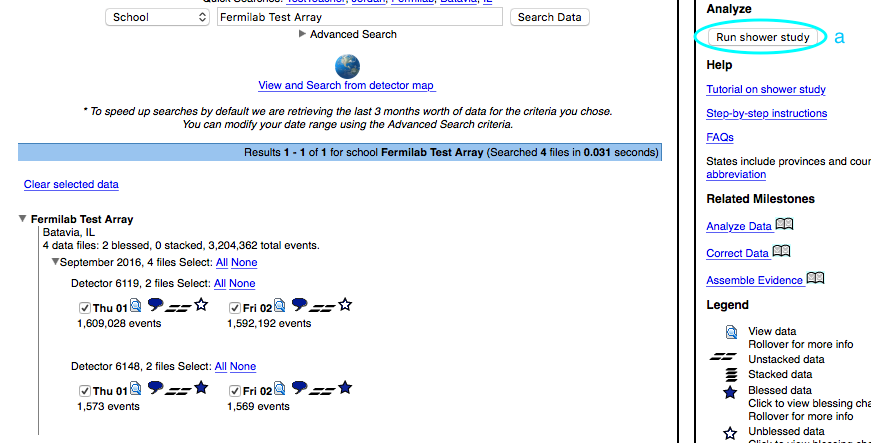 Quick Searches: TestTeacher, Jordan, Fermilab, Batavia, IL
School
Fermilab Test Array
Search Data
Advanced Search
View and Search from detector map
* To speed up searches by default we are retrieving the last 3 months worth of data for the criteria you chose.
You can modify your date range using the Advanced Search criteria.
Results 1 - 1 of 1 for school Fermilab Test Array (Searched 4 files in 0.031 seconds)
Clear selected data
Fermilab Test Array
Batavia, IL
4 data files: 2 blessed, 0 stacked, 3,204,362 total events.
September 2016, 4 files Select: All None
Detector 6119, 2 files Select: All None
Thu 01 Fri 02
1,609,028 events 1,592,192 events
Detector 6148, 2 files Select: All None
Thu 01 Fri 02
1,573 events 1,569 events
Analyze
Run shower study a
Help
Tutorial on shower study
Step-by-step instructions
FAQs
States include provinces and cour
abbreviation
Related Milestones
Analyze Data
Correct Data
Assemble Evidence
Legend
View data
Rollover for more info
Unstacked data
Stacked data
Blessed data
Click to view blessing cha
Rollover for more info
Unblessed data